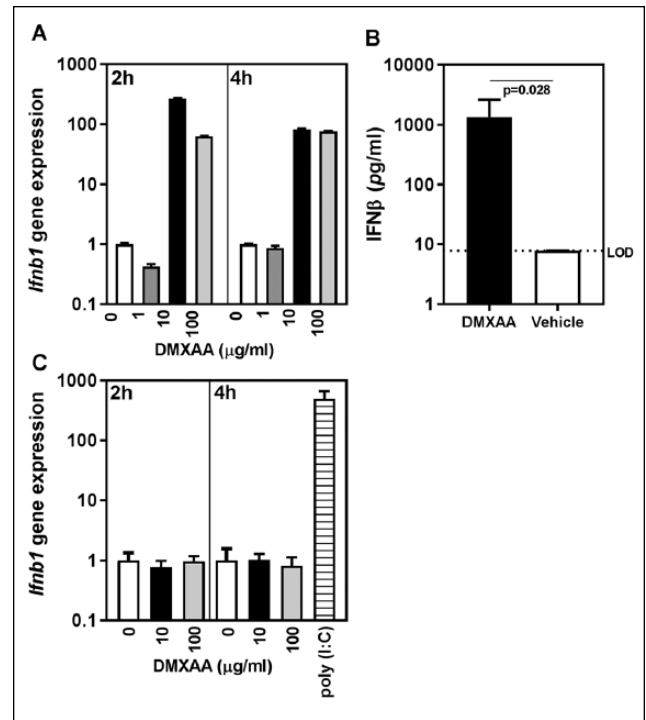 A
1000
100
10
1
0.1
Ifnb1 gene expression
2h
4h
0
1
10
100
0
1
10
100
DMXAA (μg/ml)
B
10000
1000
100
10
1
IFNβ (pg/ml)
p=0.028
LOD
DMXAA
Vehicle
C
1000
100
10
1
0.1
Ifnb1 gene expression
2h
4h
0
10
100
0
10
100
poly (I:C)
DMXAA (μg/ml)